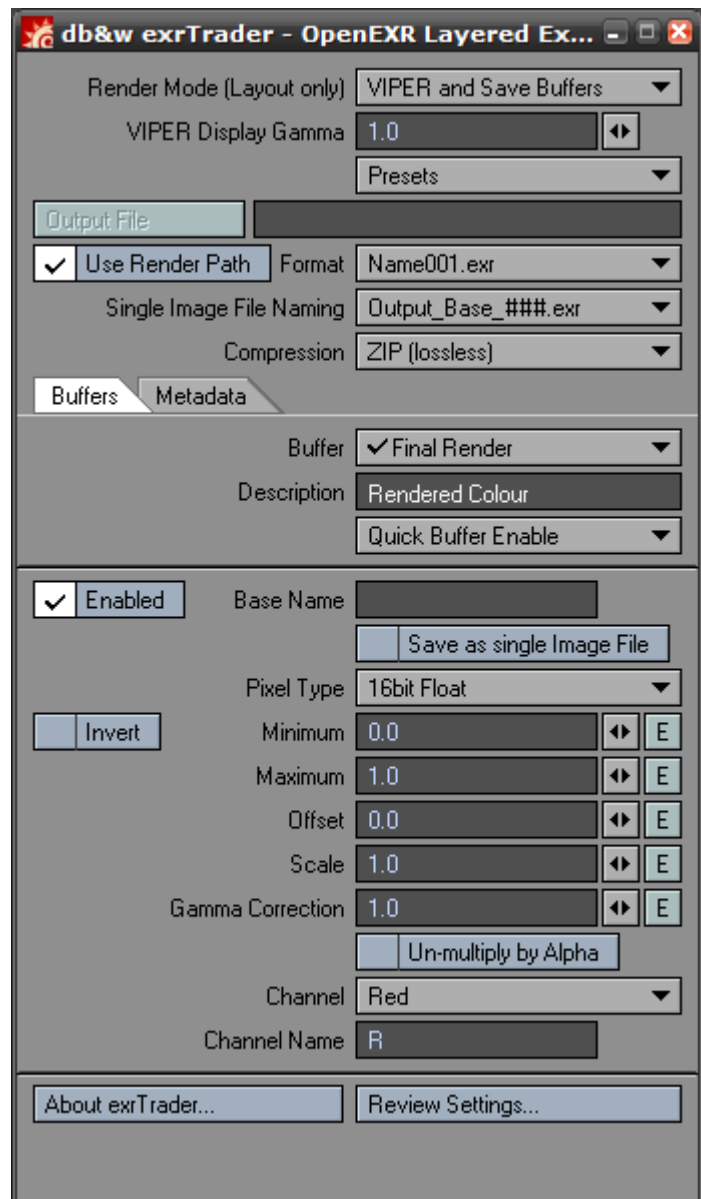 db&w exrTrader - OpenEXR Layered Ex...
Render Mode (Layout only) VIPER and Save Buffers
VIPER Display Gamma 1.0
Presets
Output File
Use Render Path Format Name001.exr
Single Image File Naming Output_Base_###.exr
Compression ZIP (lossless)
Buffers Metadata
Buffer Final Render
Description Rendered Colour
Quick Buffer Enable
Enabled Base Name
Save as single Image File
Pixel Type 16bit Float
Invert Minimum 0.0 E
Maximum 1.0 E
Offset 0.0 E
Scale 1.0 E
Gamma Correction 1.0 E
Un-multiply by Alpha
Channel Red
Channel Name R
About exrTrader... Review Settings...